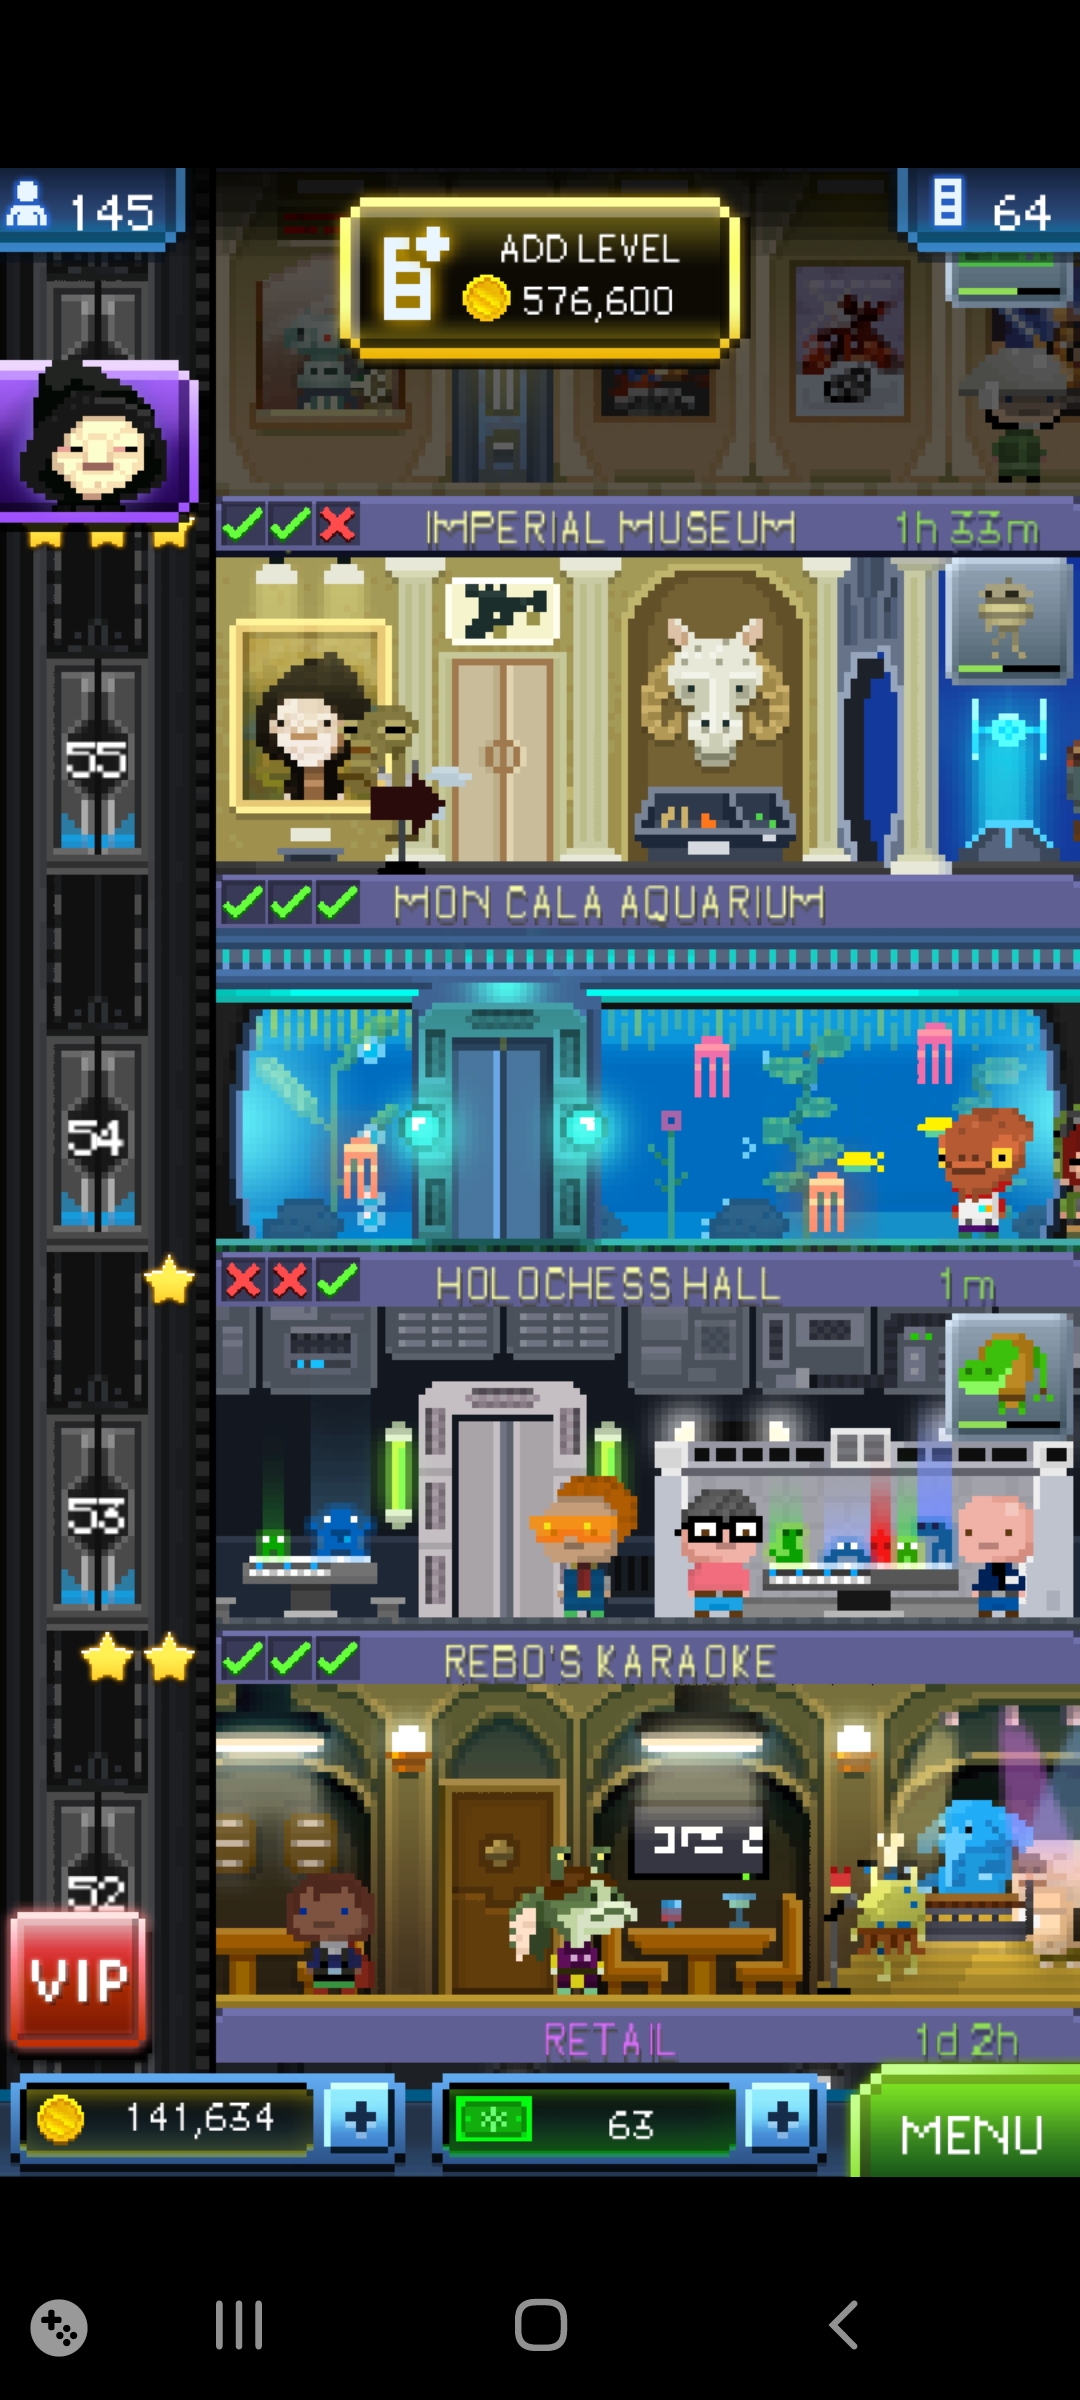 145
ADD LEVEL
576,600
64
IMPERIAL MUSEUM 1h 33m
55
MON CALA AQUARIUM
54
HOLOCHESS HALL 1m
53
REBO'S KARAOKE
52
VIP
RETAIL 1d 2h
141,634 + 63 + MENU